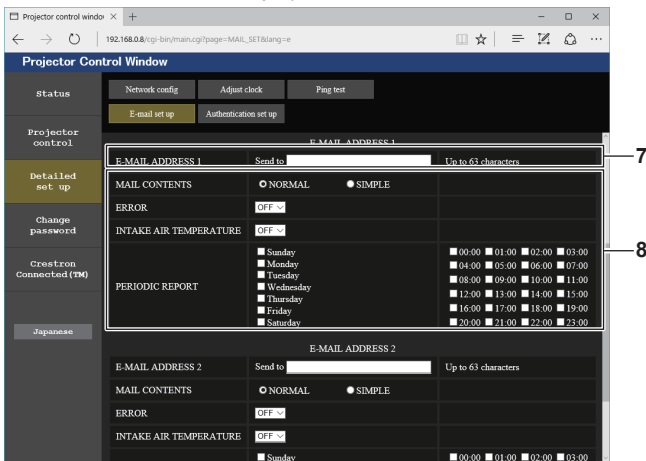 Projector control windo
192.168.0.8/cgi-bin/main.cgi?page=MAIL_SET&lang=e
Projector Control Window
Status
Projector control
Detailed set up
Change password
Crestron Connected(TM)
Japanese
Network config Adjust clock Ping test
E-mail set up Authentication set up
E-MAIL ADDRESS 1
E-MAIL ADDRESS 1 Send to Up to 63 characters
7
MAIL CONTENTS NORMAL SIMPLE
ERROR OFF
INTAKE AIR TEMPERATURE OFF
8
PERIODIC REPORT
Sunday 00:00 01:00 02:00 03:00
Monday 04:00 05:00 06:00 07:00
Tuesday 08:00 09:00 10:00 11:00
Wednesday
Thursday 12:00 13:00 14:00 15:00
Friday 16:00 17:00 18:00 19:00
Saturday 20:00 21:00 22:00 23:00
E-MAIL ADDRESS 2
E-MAIL ADDRESS 2 Send to Up to 63 characters
MAIL CONTENTS NORMAL SIMPLE
ERROR OFF
INTAKE AIR TEMPERATURE OFF
Sunday 00:00 01:00 02:00 03:00